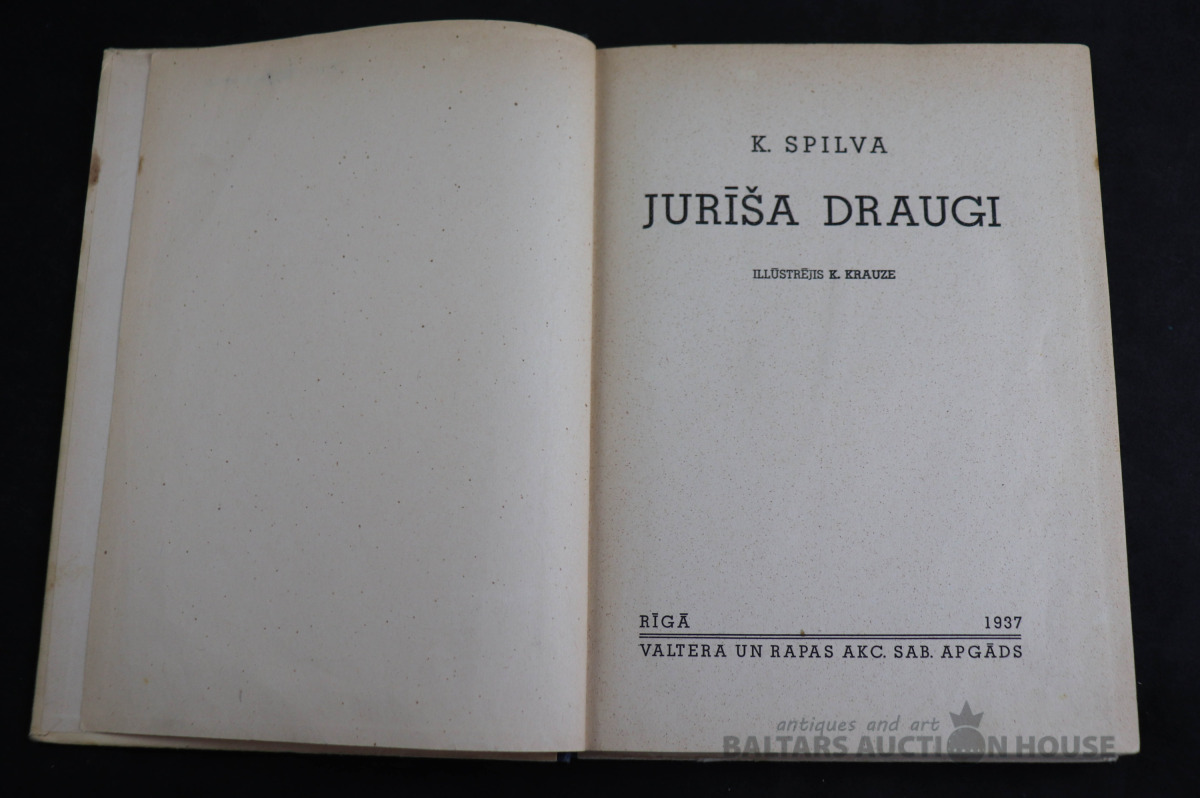 K. SPILVA
JURĪŠA DRAUGI
ILLŪSTRĒJIS K. KRAUZE
RĪGĀ 1937
VALTERA UN RAPAS AKC. SAB. APGĀDS
antiques and art
BALTARS AUCTION HOUSE